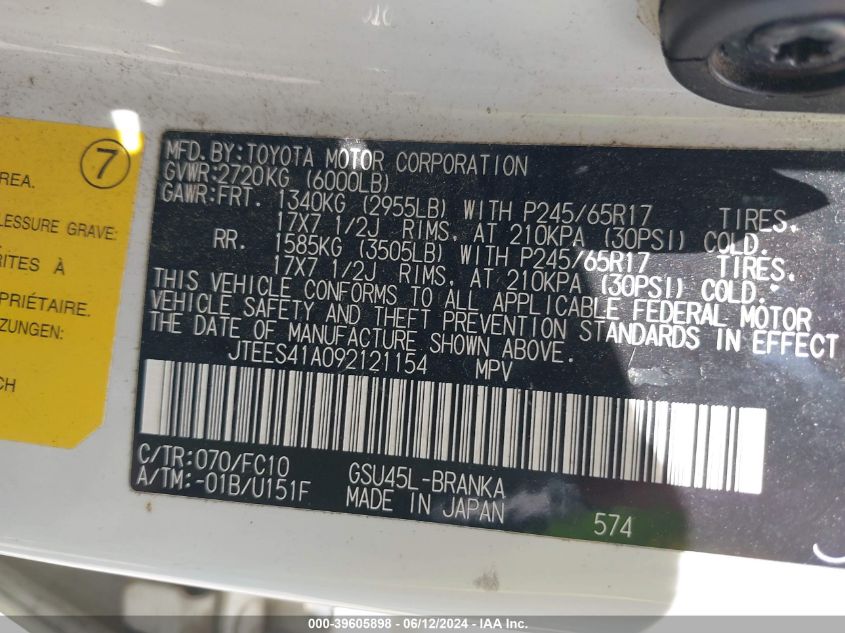 7
REA.
LESSURE GRAVE:
RITES À
PRIÉTAIRE.
ZUNGEN:
CH
MFD. BY: TOYOTA MOTOR CORPORATION
GVWR: 2720KG (6000LB)
GAWR: FRT. 1340KG (2955LB) WITH P245/65R17 TIRES,
17X7 1/2J RIMS, AT 210KPA (30PSI) COLD.
RR. 1585KG (3505LB) WITH P245/65R17 TIRES,
17X7 1/2J RIMS, AT 210KPA (30PSI) COLD.
THIS VEHICLE CONFORMS TO ALL APPLICABLE FEDERAL MOTOR
VEHICLE SAFETY AND THEFT PREVENTION STANDARDS IN EFFECT
THE DATE OF MANUFACTURE SHOWN ABOVE.
JTEES41A092121154 MPV
C/TR: 070/FC10 GSU45L-BRANKA
A/TM: -01B/U151F MADE IN JAPAN 574
000-39605898 - 06/12/2024 - IAA Inc.